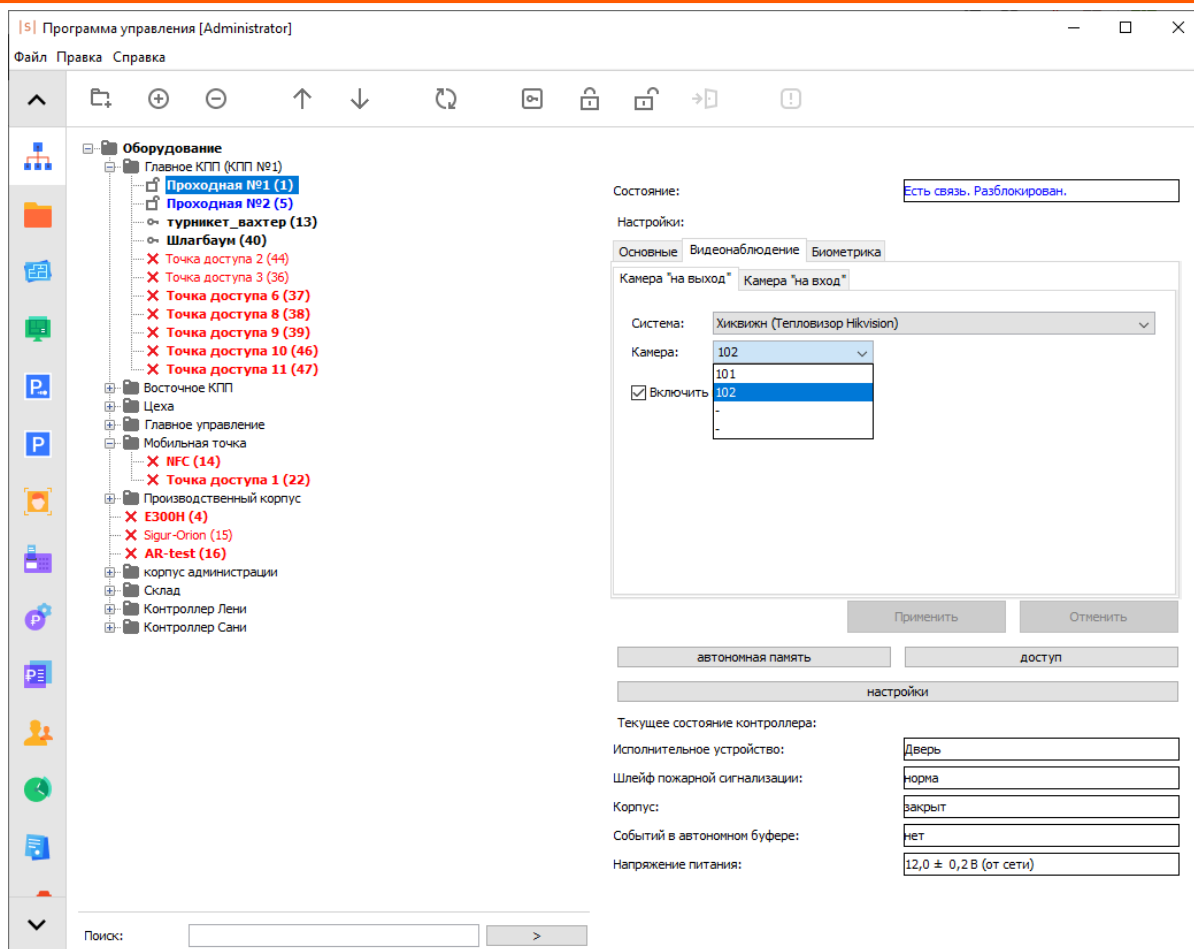 |S| Программа управления [Administrator]
Файл Правка Справка
Оборудование
Главное КПП (КПП №1)
Проходная №1 (1)
Проходная №2 (5)
турникет_вахтер (13)
Шлагбаум (40)
Точка доступа 2 (44)
Точка доступа 3 (36)
Точка доступа 6 (37)
Точка доступа 8 (38)
Точка доступа 9 (39)
Точка доступа 10 (46)
Точка доступа 11 (47)
Восточное КПП
Цеха
Главное управление
Мобильная точка
NFC (14)
Точка доступа 1 (22)
Производственный корпус
E300H (4)
Sigur-Orion (15)
AR-test (16)
корпус администрации
Склад
Контроллер Лени
Контроллер Сани
Поиск:
>
Состояние: Есть связь. Разблокирован.
Настройки:
Основные Видеонаблюдение Биометрика
Камера "на выход" Камера "на вход"
Система: Хиквижн (Тепловизор Hikvision)
Камера: 102
101
Включить 102
-
-
Применить Отменить
автономная память доступ
настройки
Текущее состояние контроллера:
Исполнительное устройство: Дверь
Шлейф пожарной сигнализации: норма
Корпус: закрыт
Событий в автономном буфере: нет
Напряжение питания: 12,0 ± 0,2 В (от сети)